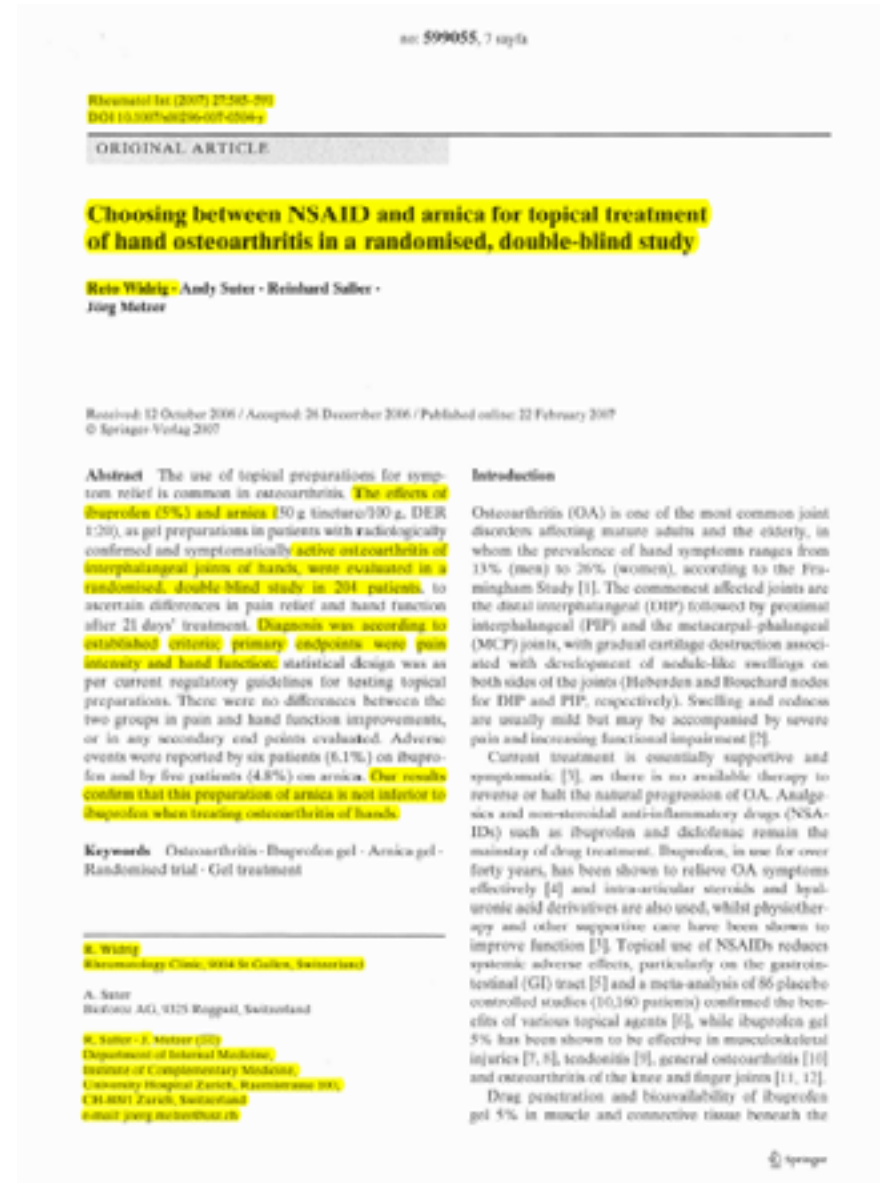 no: 599055, 7 sayfa
Rheumatol Int (2007) 27:585–591
DOI 10.1007/s00296-007-0304-y
ORIGINAL ARTICLE
Choosing between NSAID and arnica for topical treatment
of hand osteoarthritis in a randomised, double-blind study
Reto Widrig · Andy Suter · Reinhard Saller ·
Jörg Melzer
Received: 12 October 2006 / Accepted: 26 December 2006 / Published online: 22 February 2007
© Springer-Verlag 2007
Abstract The use of topical preparations for symp-
tom relief is common in osteoarthritis. The effects of
ibuprofen (5%) and arnica (50 g tincture/100 g, DER
1:20), as gel preparations in patients with radiologically
confirmed and symptomatically active osteoarthritis of
interphalangeal joints of hands, were evaluated in a
randomised, double-blind study in 204 patients, to
ascertain differences in pain relief and hand function
after 21 days' treatment. Diagnosis was according to
established criteria; primary endpoints were pain
intensity and hand function; statistical design was as
per current regulatory guidelines for testing topical
preparations. There were no differences between the
two groups in pain and hand function improvements,
or in any secondary end points evaluated. Adverse
events were reported by six patients (6.1%) on ibupro-
fen and by five patients (4.8%) on arnica. Our results
confirm that this preparation of arnica is not inferior to
ibuprofen when treating osteoarthritis of hands.
Keywords Osteoarthritis · Ibuprofen gel · Arnica gel ·
Randomised trial · Gel treatment
R. Widrig
Rheumatology Clinic, 9004 St Gallen, Switzerland
A. Suter
Bioforce AG, 9325 Roggwil, Switzerland
R. Saller · J. Melzer
Department of Internal Medicine,
Institute of Complementary Medicine,
University Hospital Zurich, Raemistrasse 100,
CH-8091 Zurich, Switzerland
e-mail: joerg.melzer@usz.ch
Introduction
Osteoarthritis (OA) is one of the most common joint
disorders affecting mature adults and the elderly, in
whom the prevalence of hand symptoms ranges from
13% (men) to 26% (women), according to the Fra-
mingham Study [1]. The commonest affected joints are
the distal interphalangeal (DIP) followed by proximal
interphalangeal (PIP) and the metacarpal-phalangeal
(MCP) joints, with gradual cartilage destruction associ-
ated with development of nodule-like swellings on
both sides of the joints (Heberden and Bouchard nodes
for DIP and PIP, respectively). Swelling and redness
are usually mild but may be accompanied by severe
pain and increasing functional impairment [2].
Current treatment is essentially supportive and
symptomatic [3], as there is no available therapy to
reverse or halt the natural progression of OA. Analge-
sics and non-steroidal anti-inflammatory drugs (NSA-
IDs) such as ibuprofen and diclofenac remain the
mainstay of drug treatment. Ibuprofen, in use for over
forty years, has been shown to relieve OA symptoms
effectively [4] and intra-articular steroids and hyal-
uronic acid derivatives are also used, whilst physiother-
apy and other supportive care have been shown to
improve function [3]. Topical use of NSAIDs reduces
systemic adverse effects, particularly on the gastroin-
testinal (GI) tract [5] and a meta-analysis of 86 placebo
controlled studies (10,160 patients) confirmed the ben-
efits of various topical agents [6], while ibuprofen gel
5% has been shown to be effective in musculoskeletal
injuries [7, 8], tendonitis [9], general osteoarthritis [10]
and osteoarthritis of the knee and finger joints [11, 12].
Drug penetration and bioavailability of ibuprofen
gel 5% in muscle and connective tissue beneath the
Springer